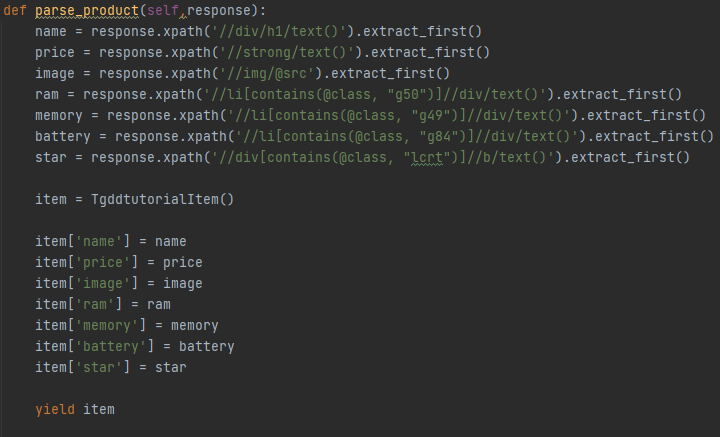 def parse_product(self,response):
name = response.xpath('//div/h1/text()').extract_first()
price = response.xpath('//strong/text()').extract_first()
image = response.xpath('//img/@src').extract_first()
ram = response.xpath('//li[contains(@class, "g50")]//div/text()').extract_first()
memory = response.xpath('//li[contains(@class, "g49")]//div/text()').extract_first()
battery = response.xpath('//li[contains(@class, "g84")]//div/text()').extract_first()
star = response.xpath('//div[contains(@class, "lcrt")]//b/text()').extract_first()
item = TgddtutorialItem()
item['name'] = name
item['price'] = price
item['image'] = image
item['ram'] = ram
item['memory'] = memory
item['battery'] = battery
item['star'] = star
yield item